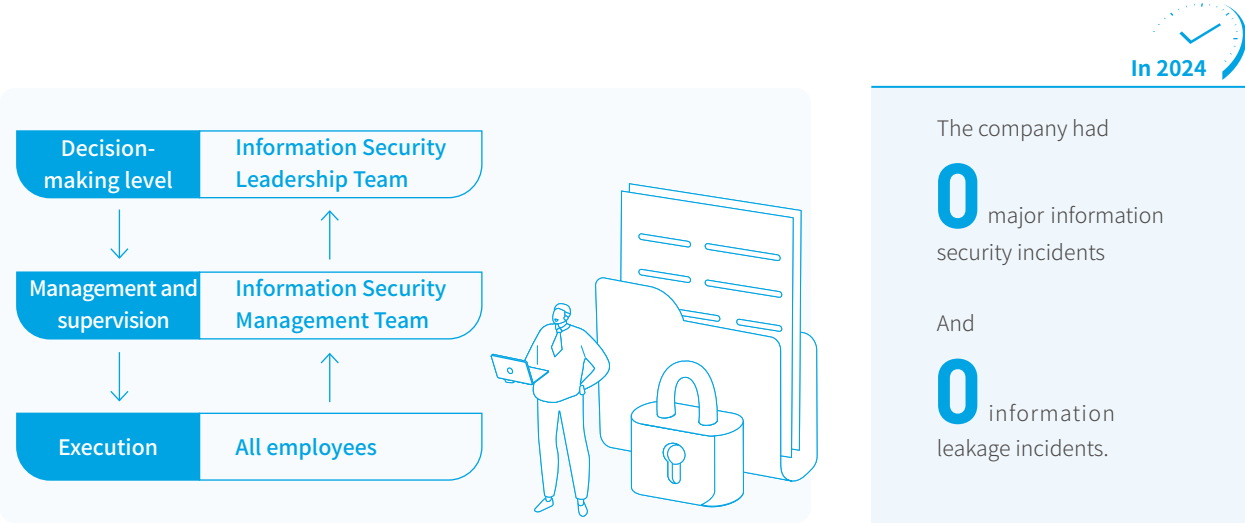 In 2024
Decision-
making level
Information Security
Leadership Team
Management and
supervision
Information Security
Management Team
Execution
All employees
The company had
0 major information
security incidents
And
0 information
leakage incidents.